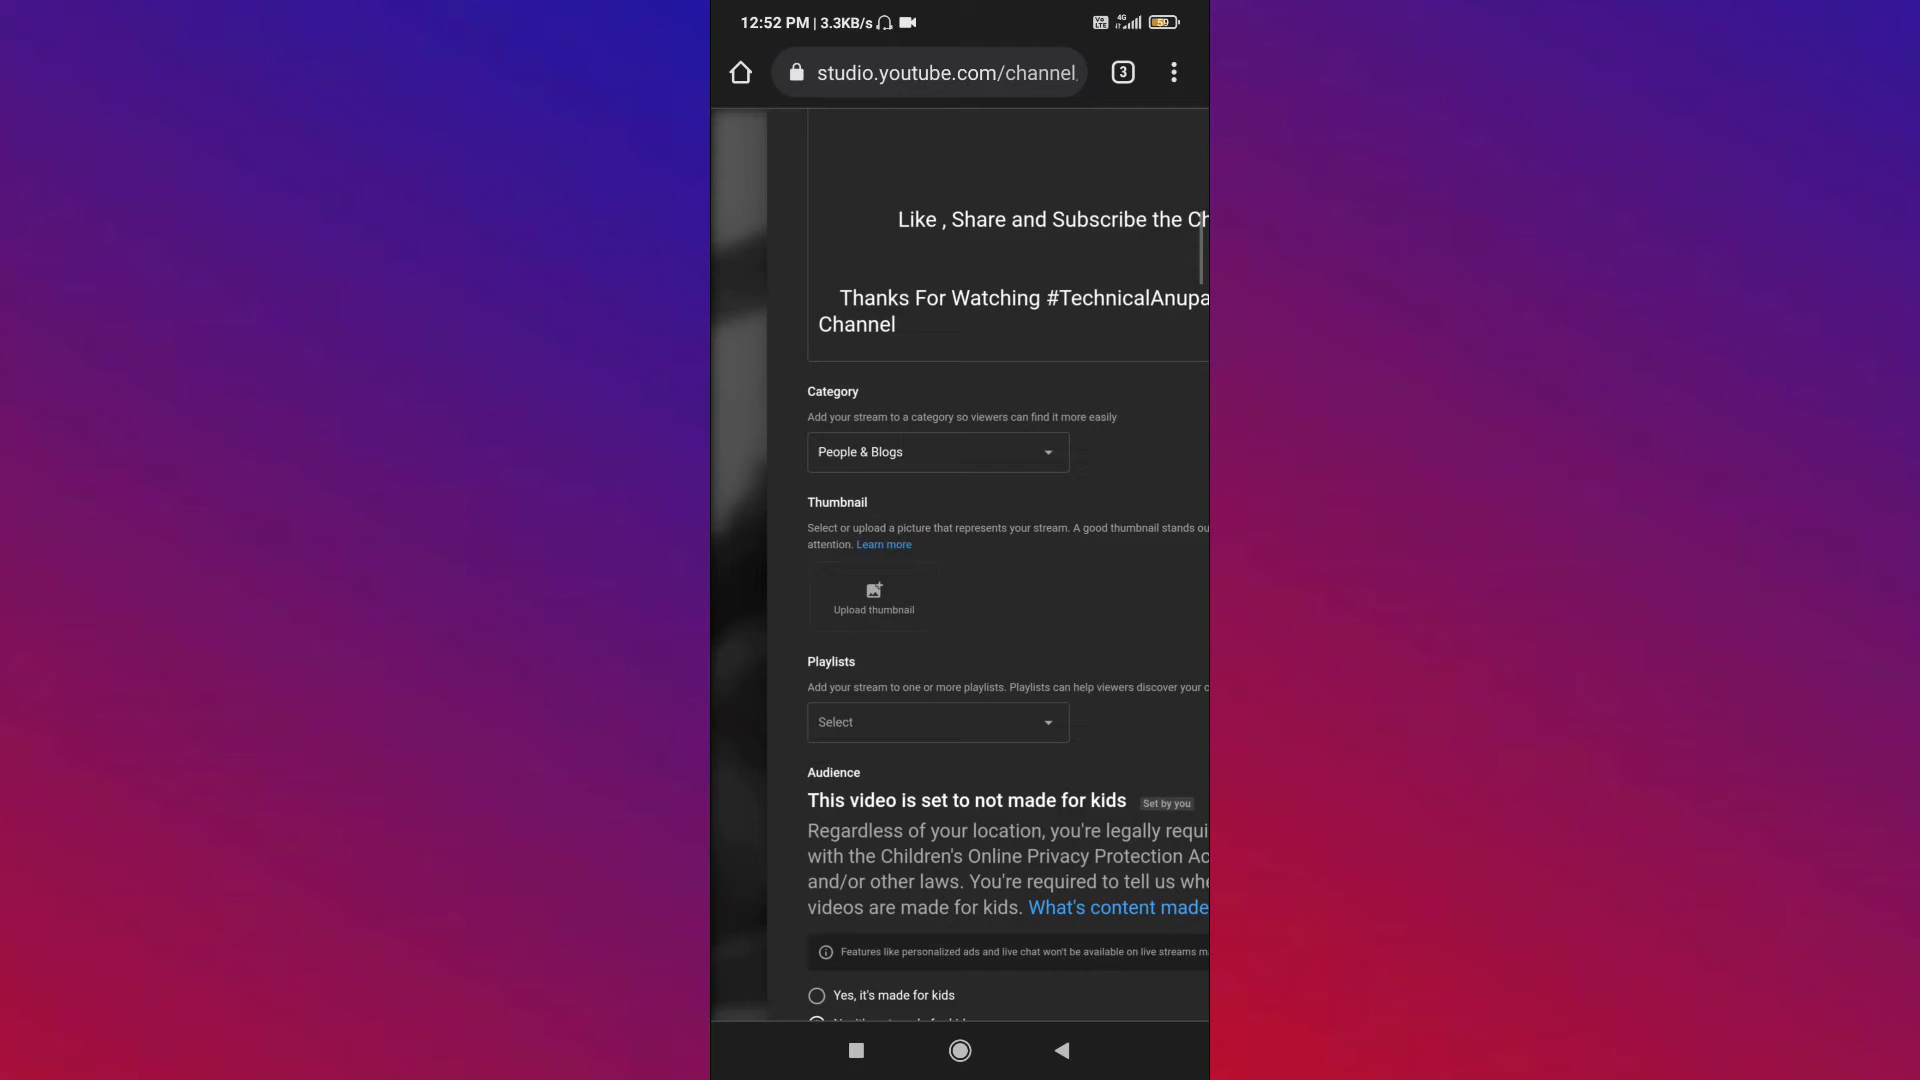 12:52 PM | 3.3KB/s
Vo LTE
4G
59
studio.youtube.com/channel
3
Like , Share and Subscribe the Ch
Thanks For Watching #TechnicalAnupa
Channel
Category
Add your stream to a category so viewers can find it more easily
People & Blogs
Thumbnail
Select or upload a picture that represents your stream. A good thumbnail stands ou
attention. Learn more
Upload thumbnail
Playlists
Add your stream to one or more playlists. Playlists can help viewers discover your c
Select
Audience
This video is set to not made for kids Set by you
Regardless of your location, you're legally requi
with the Children's Online Privacy Protection Ac
and/or other laws. You're required to tell us whe
videos are made for kids. What's content made
Features like personalized ads and live chat won't be available on live streams m
Yes, it's made for kids